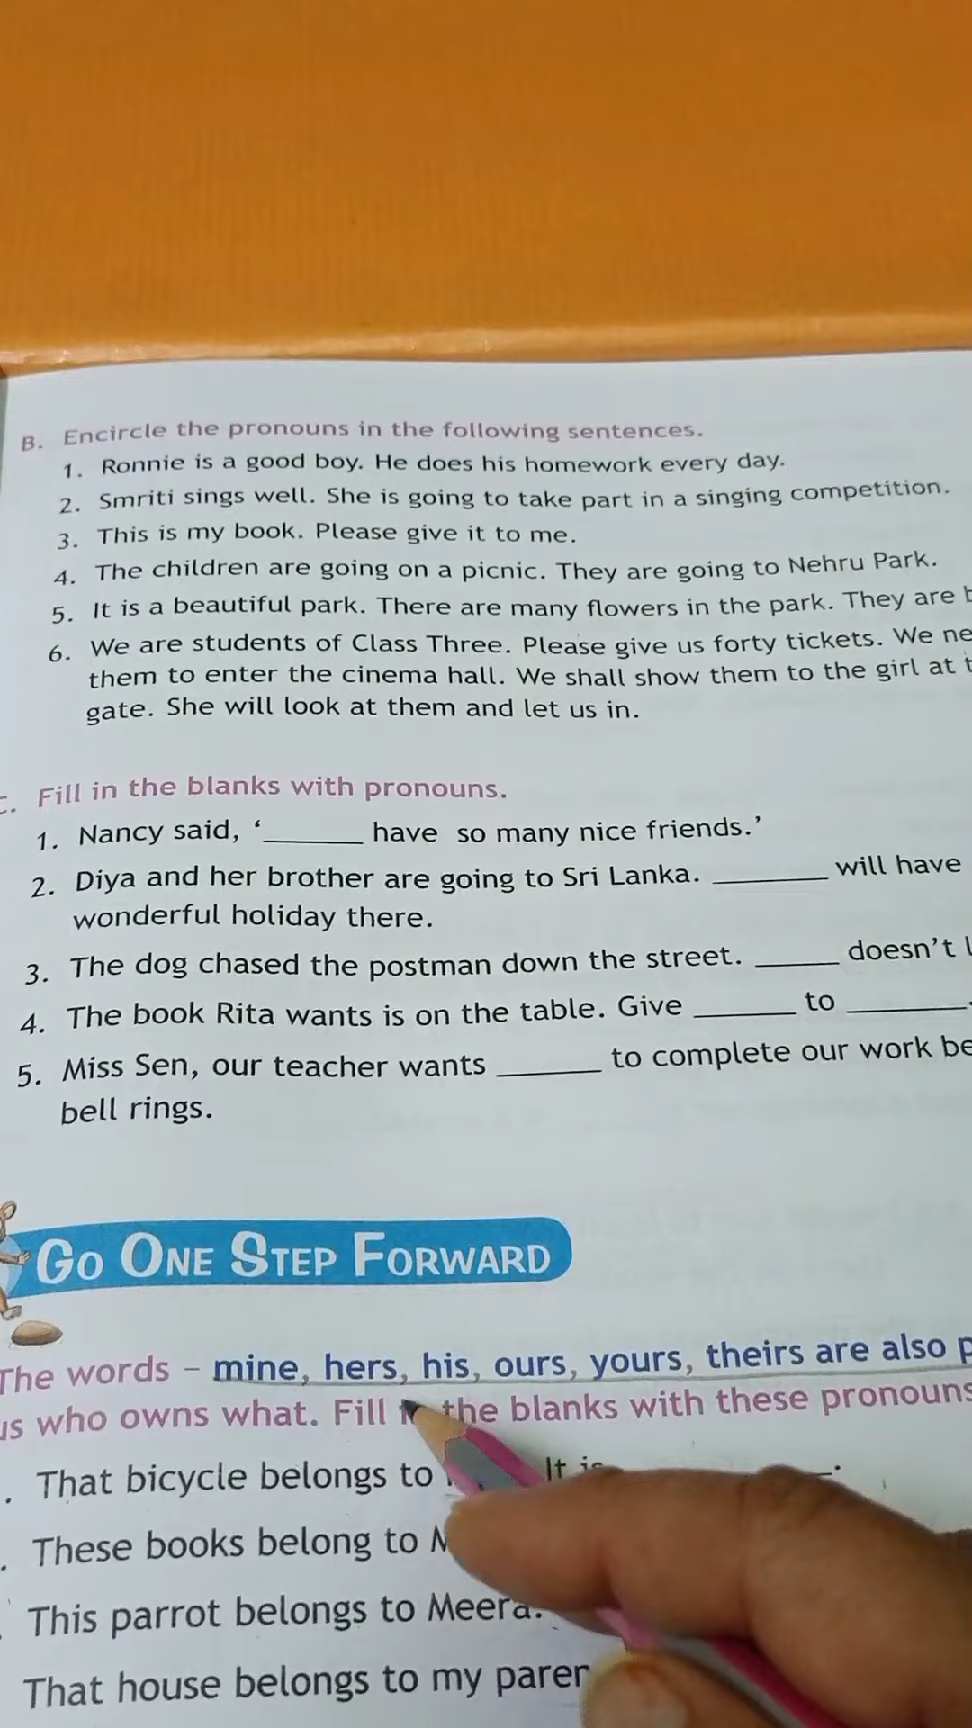 B. Encircle the pronouns in the following sentences.
1. Ronnie is a good boy. He does his homework every day.
2. Smriti sings well. She is going to take part in a singing competition.
3. This is my book. Please give it to me.
4. The children are going on a picnic. They are going to Nehru Park.
5. It is a beautiful park. There are many flowers in the park. They are
6. We are students of Class Three. Please give us forty tickets. We
them to enter the cinema hall. We shall show them to the girl at
gate. She will look at them and let us in.
C. Fill in the blanks with pronouns.
1. Nancy said, ‘______ have so many nice friends.’
2. Diya and her brother are going to Sri Lanka. ______ will have
wonderful holiday there.
3. The dog chased the postman down the street. ______ doesn’t
4. The book Rita wants is on the table. Give ______ to ______.
5. Miss Sen, our teacher wants ______ to complete our work
bell rings.
GO ONE STEP FORWARD
The words – mine, hers, his, ours, yours, theirs are also
us who owns what. Fill the blanks with these pronouns
That bicycle belongs to It is ______.
These books belong to
This parrot belongs to Meera.
That house belongs to my